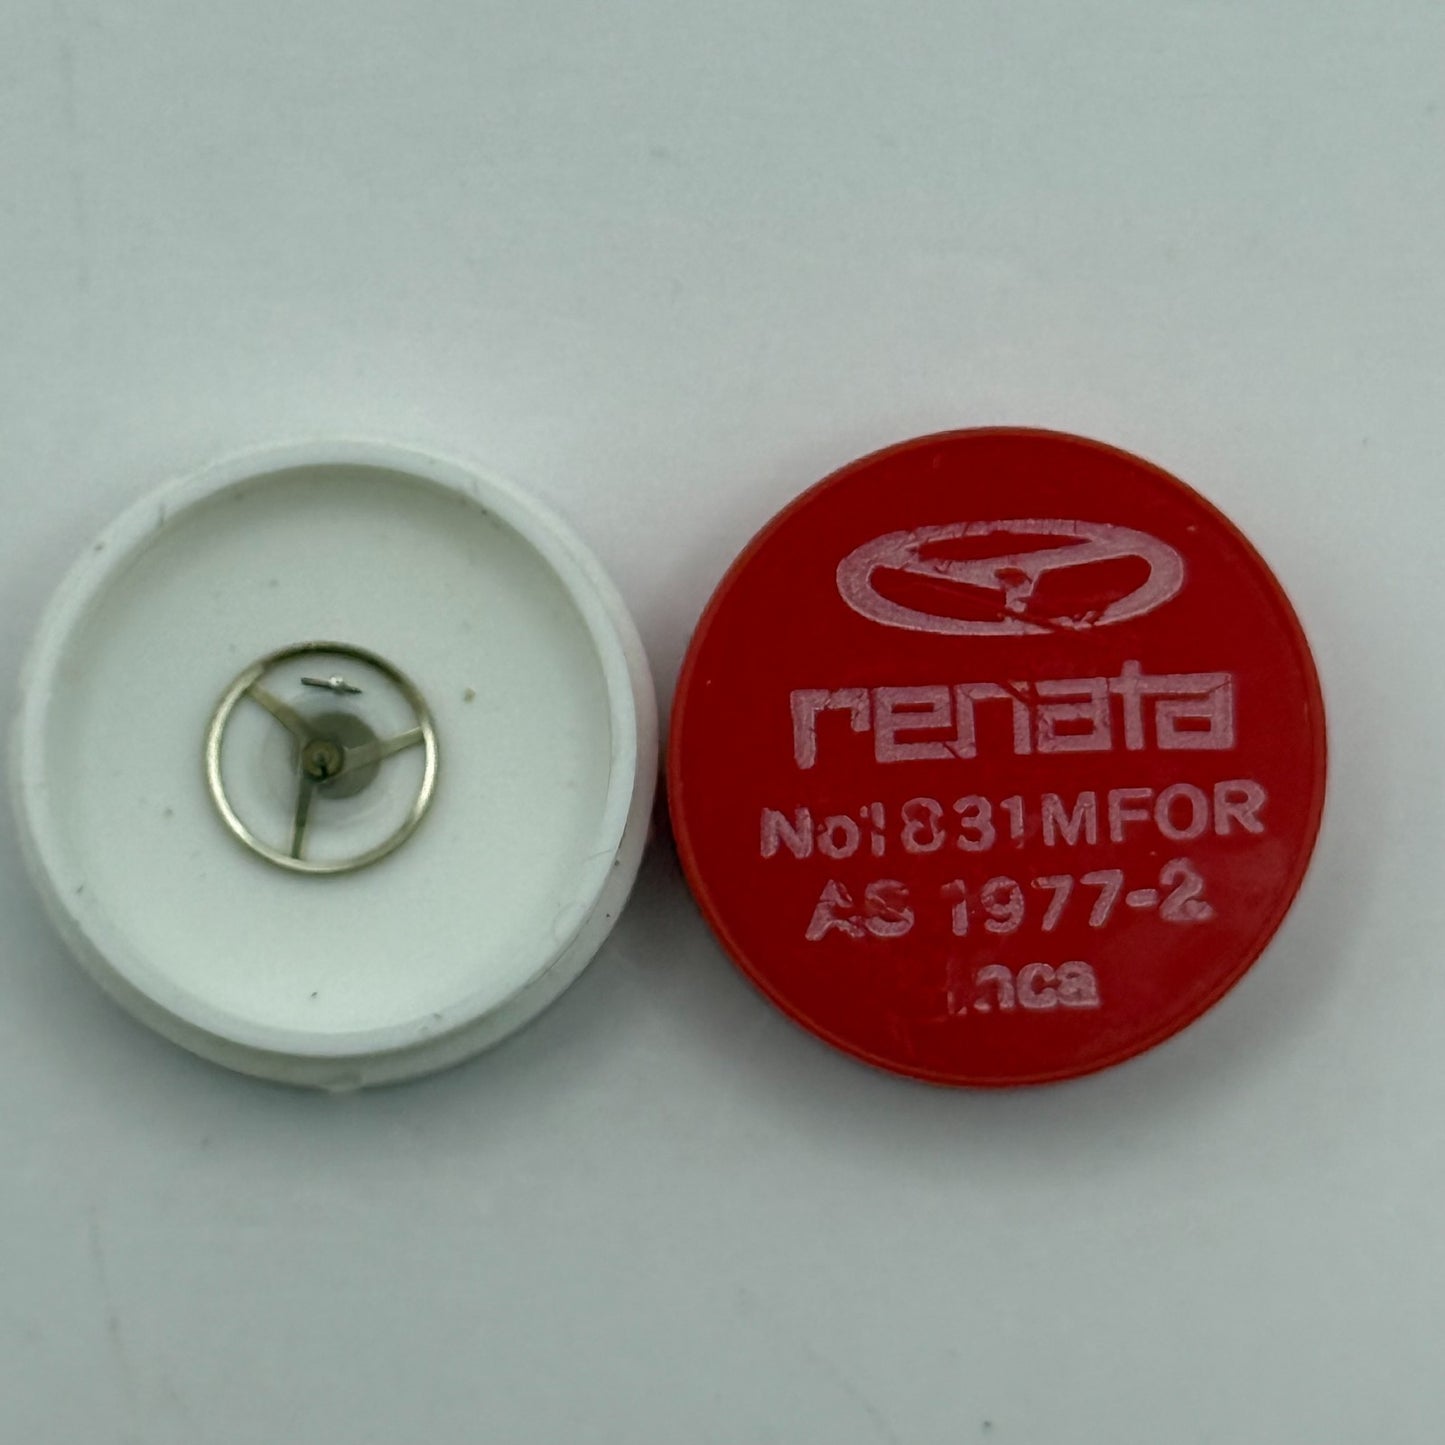 renata
No1831MFOR
AS 1977-2
Inca